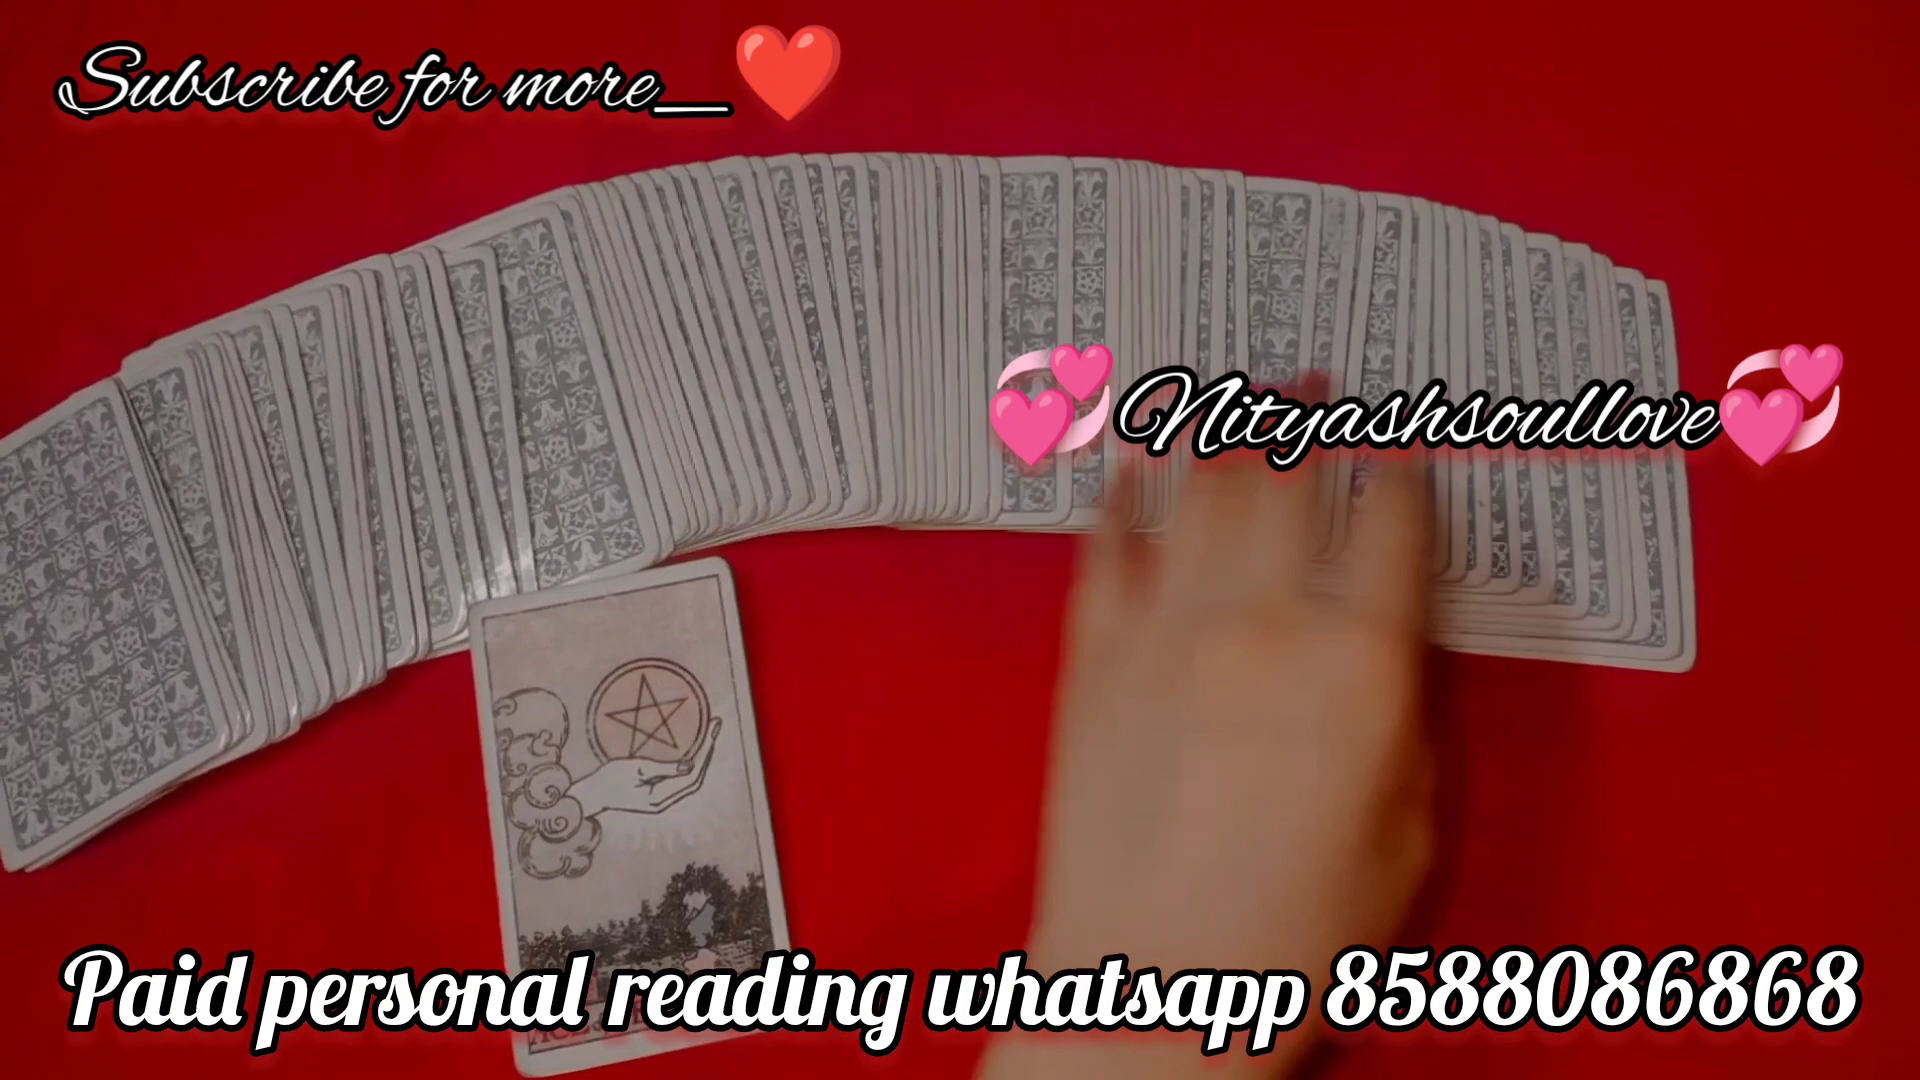 Subscribe for more_❤️
💞Nityashsoullove💞
Paid personal reading whatsapp 8588086868